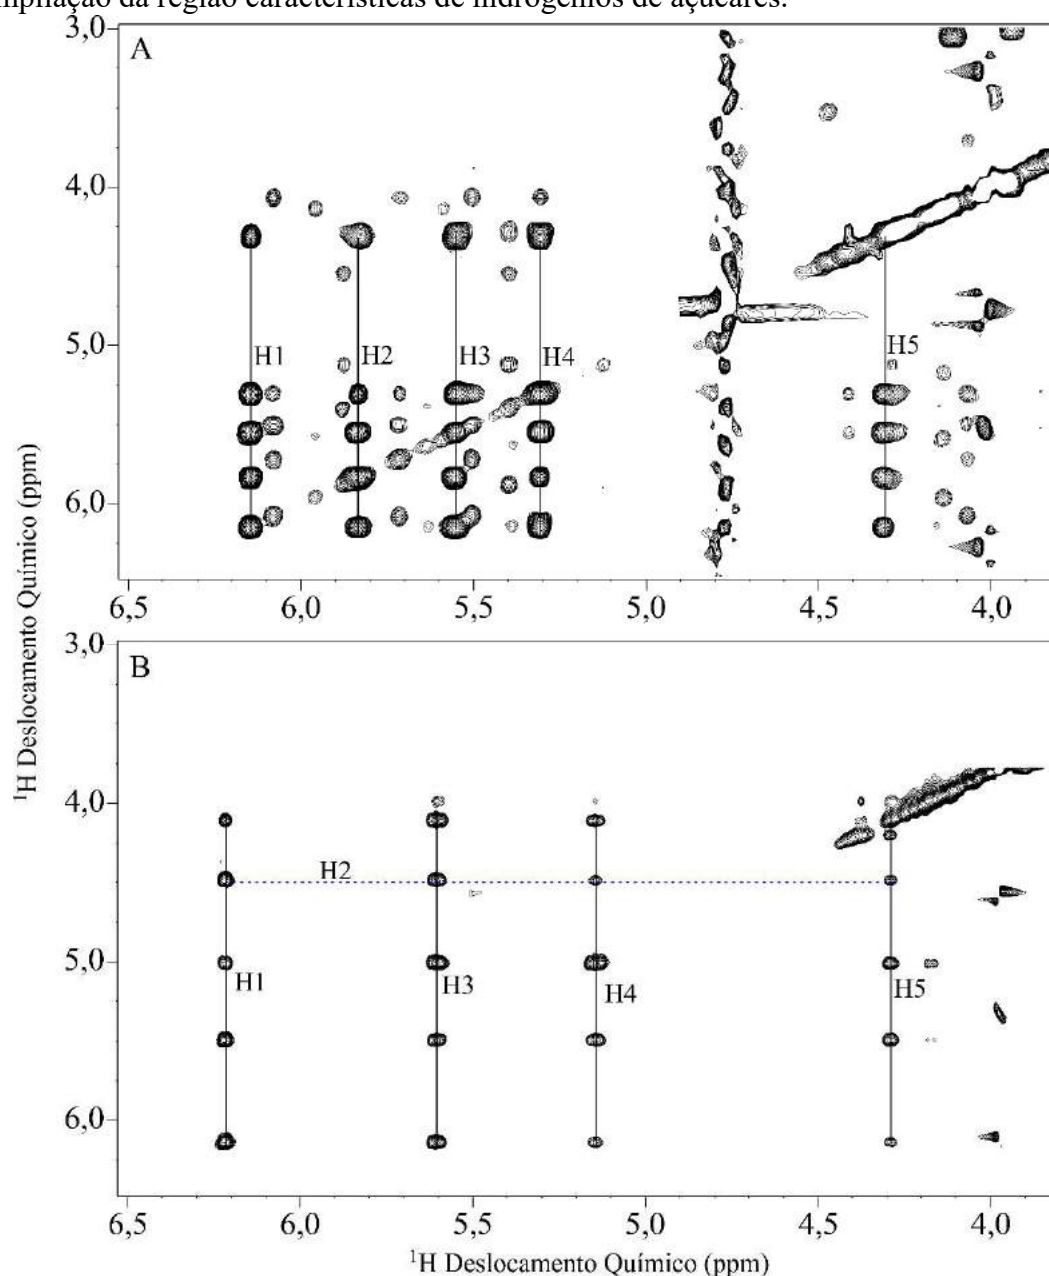 região características de hidrogênios de açúcares.
3,0
A
4,0
5,0
H1
H2
H3
H4
H5
6,0
6,5
6,0
5,5
5,0
4,5
4,0
3,0
B
4,0
H2
5,0
H1
H3
H4
H5
6,0
6,5
6,0
5,5
5,0
4,5
4,0
¹H Deslocamento Químico (ppm)
¹H Deslocamento Químico (ppm)